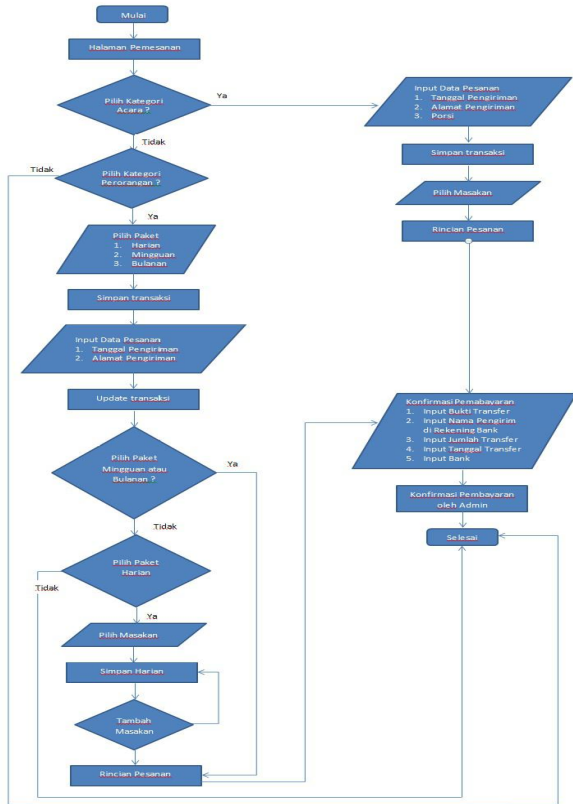 Mulai
Halaman Pemesanan
Pilih Kategori
Acara ?
Ya
Tidak
Input Data Pesanan
1. Tanggal Pengiriman
2. Alamat Pengiriman
3. Porsi
Simpan transaksi
Pilih Masakan
Rincian Pesanan
Tidak
Pilih Kategori
Perorangan ?
Ya
Pilih Paket
1. Harian
2. Mingguan
3. Bulanan
Simpan transaksi
Input Data Pesanan
1. Tanggal Pengiriman
2. Alamat Pengiriman
Update transaksi
Pilih Paket
Mingguan atau
Bulanan ?
Ya
Tidak
Pilih Paket
Harian
Tidak
Ya
Pilih Masakan
Simpan Harian
Tambah
Masakan
Rincian Pesanan
Konfirmasi Pemabayaran
1. Input Bukti Transfer
2. Input Nama Pengirim
di Rekening Bank
3. Input Jumlah Transfer
4. Input Tanggal Transfer
5. Input Bank
Konfirmasi Pembayaran
oleh Admin
Selesai